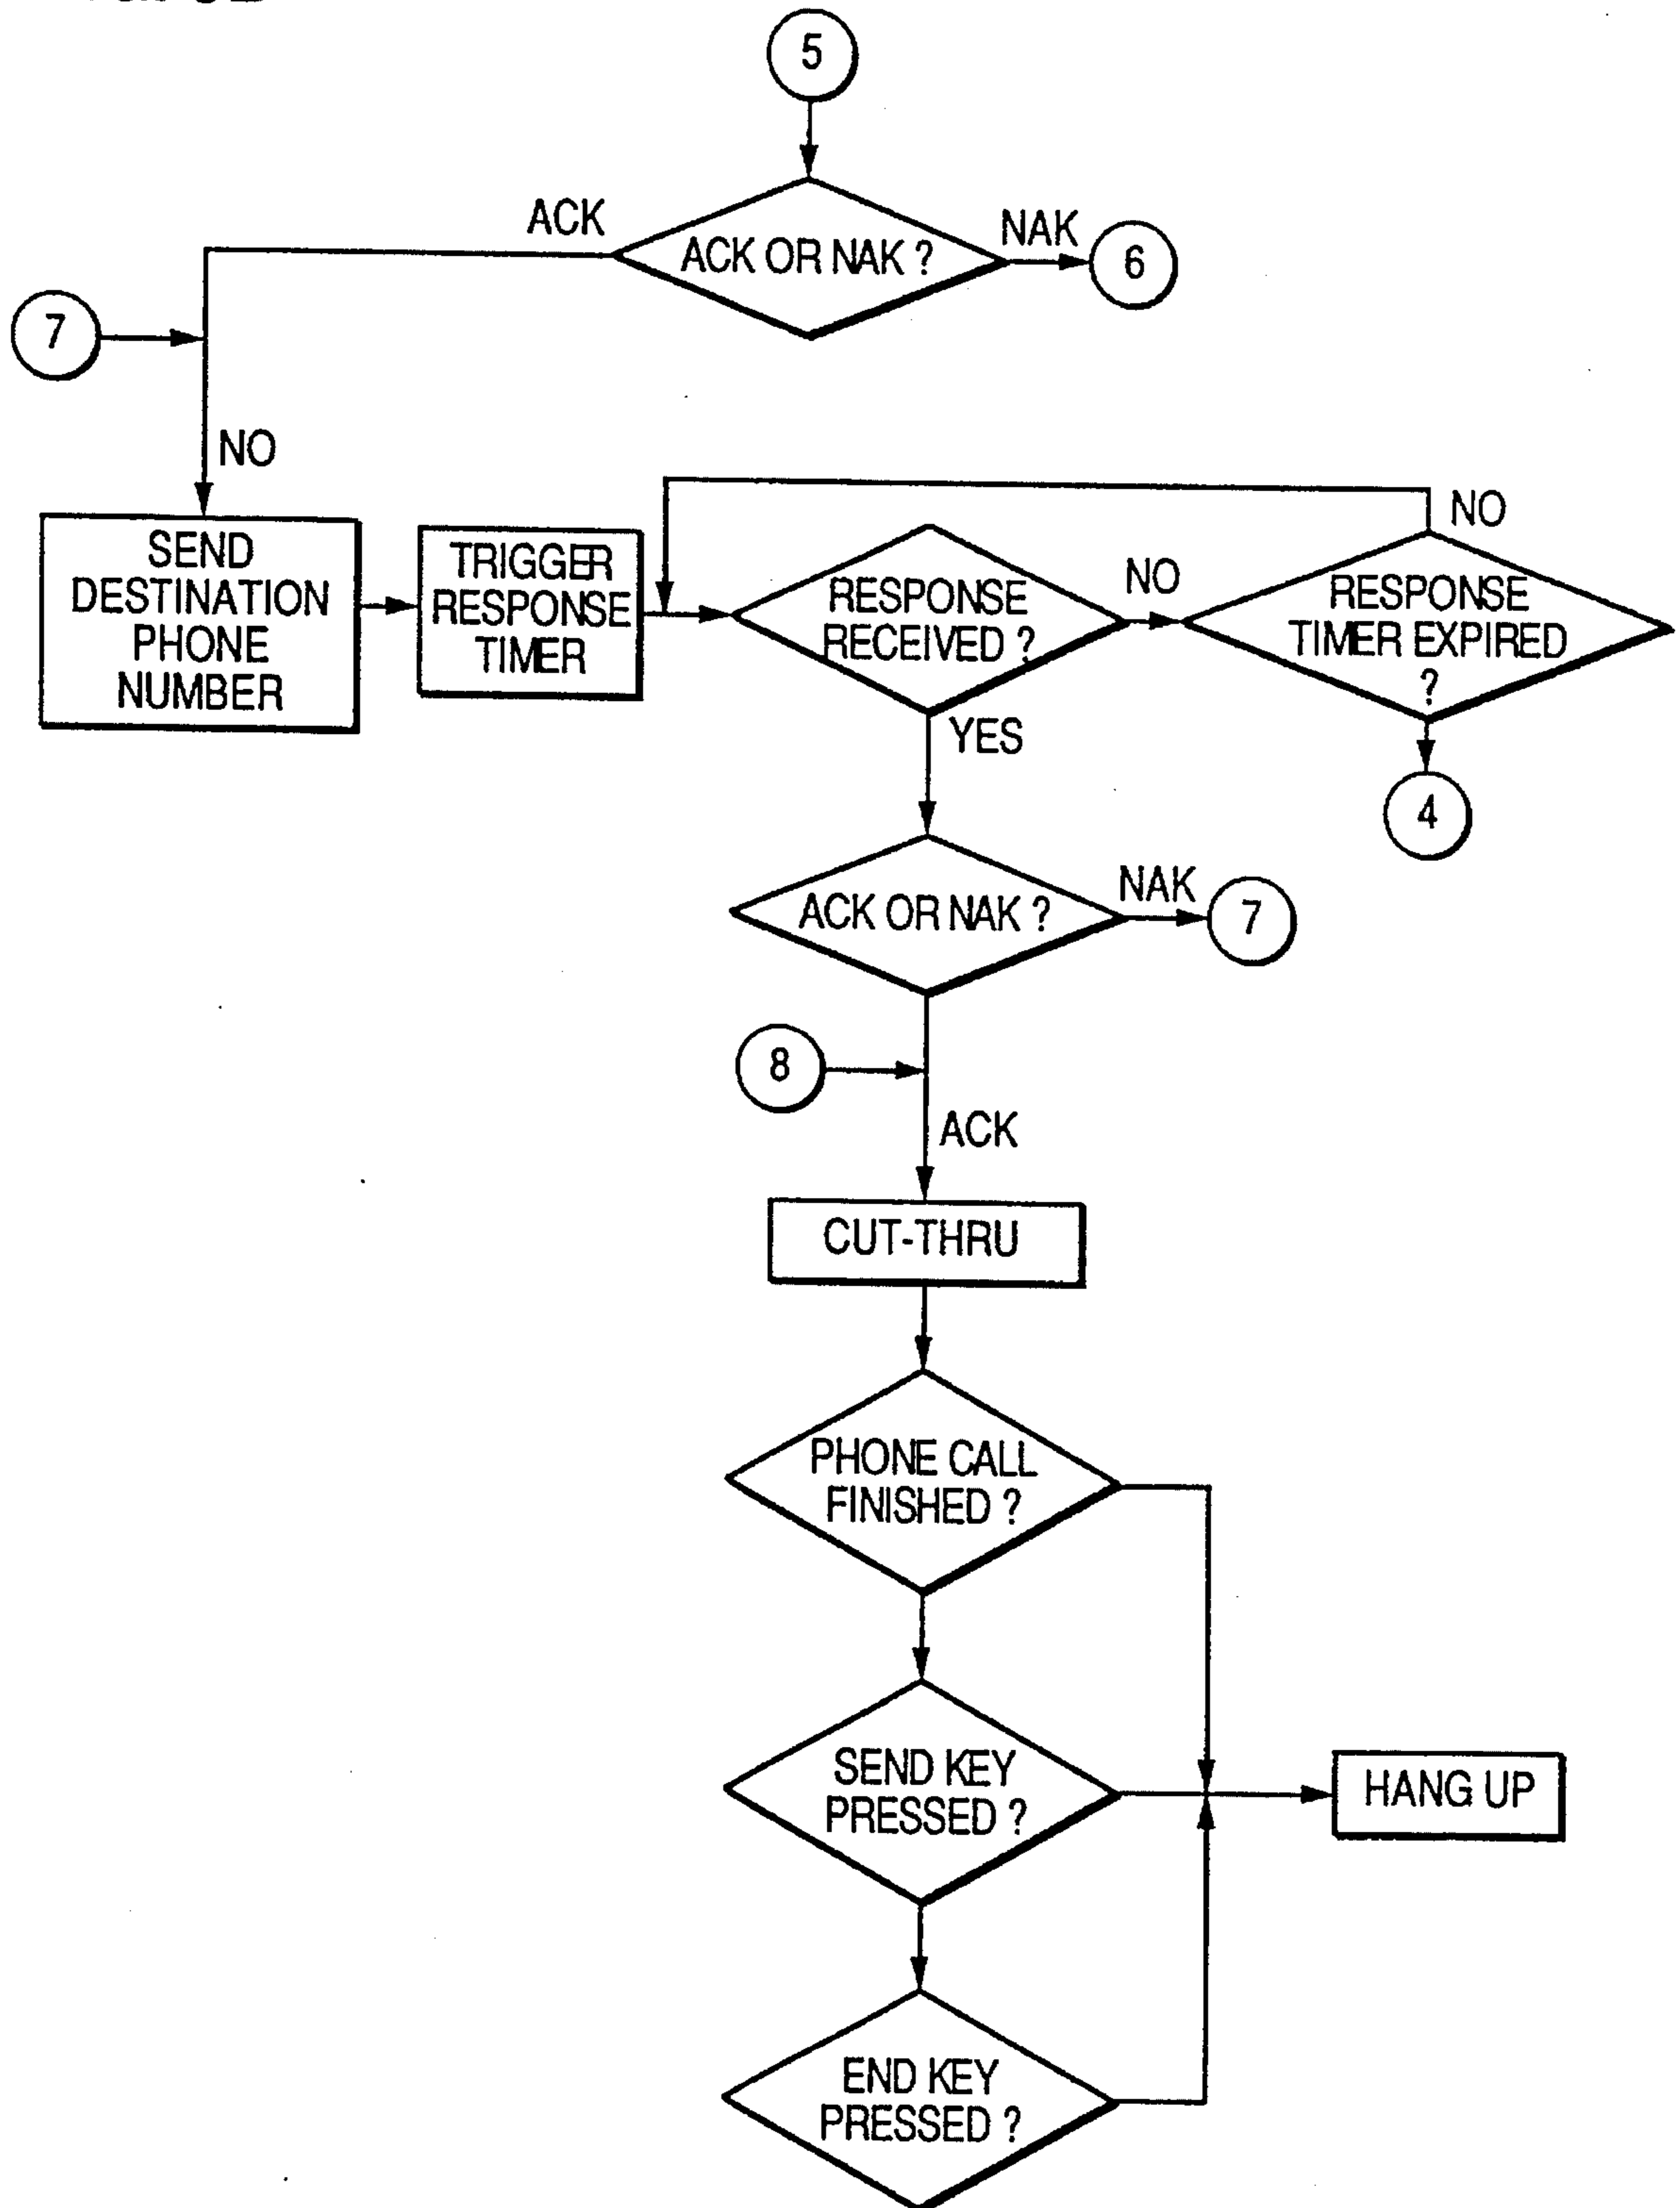 5
ACK
ACK OR NAK ?
NAK
6
7
NO
SEND
DESTINATION
PHONE
NUMBER
TRIGGER
RESPONSE
TIMER
RESPONSE
RECEIVED ?
NO
NO
RESPONSE
TIMER EXPIRED
?
YES
4
ACK OR NAK ?
NAK
7
8
ACK
CUT-THRU
PHONE CALL
FINISHED ?
SEND KEY
PRESSED ?
HANG UP
END KEY
PRESSED ?